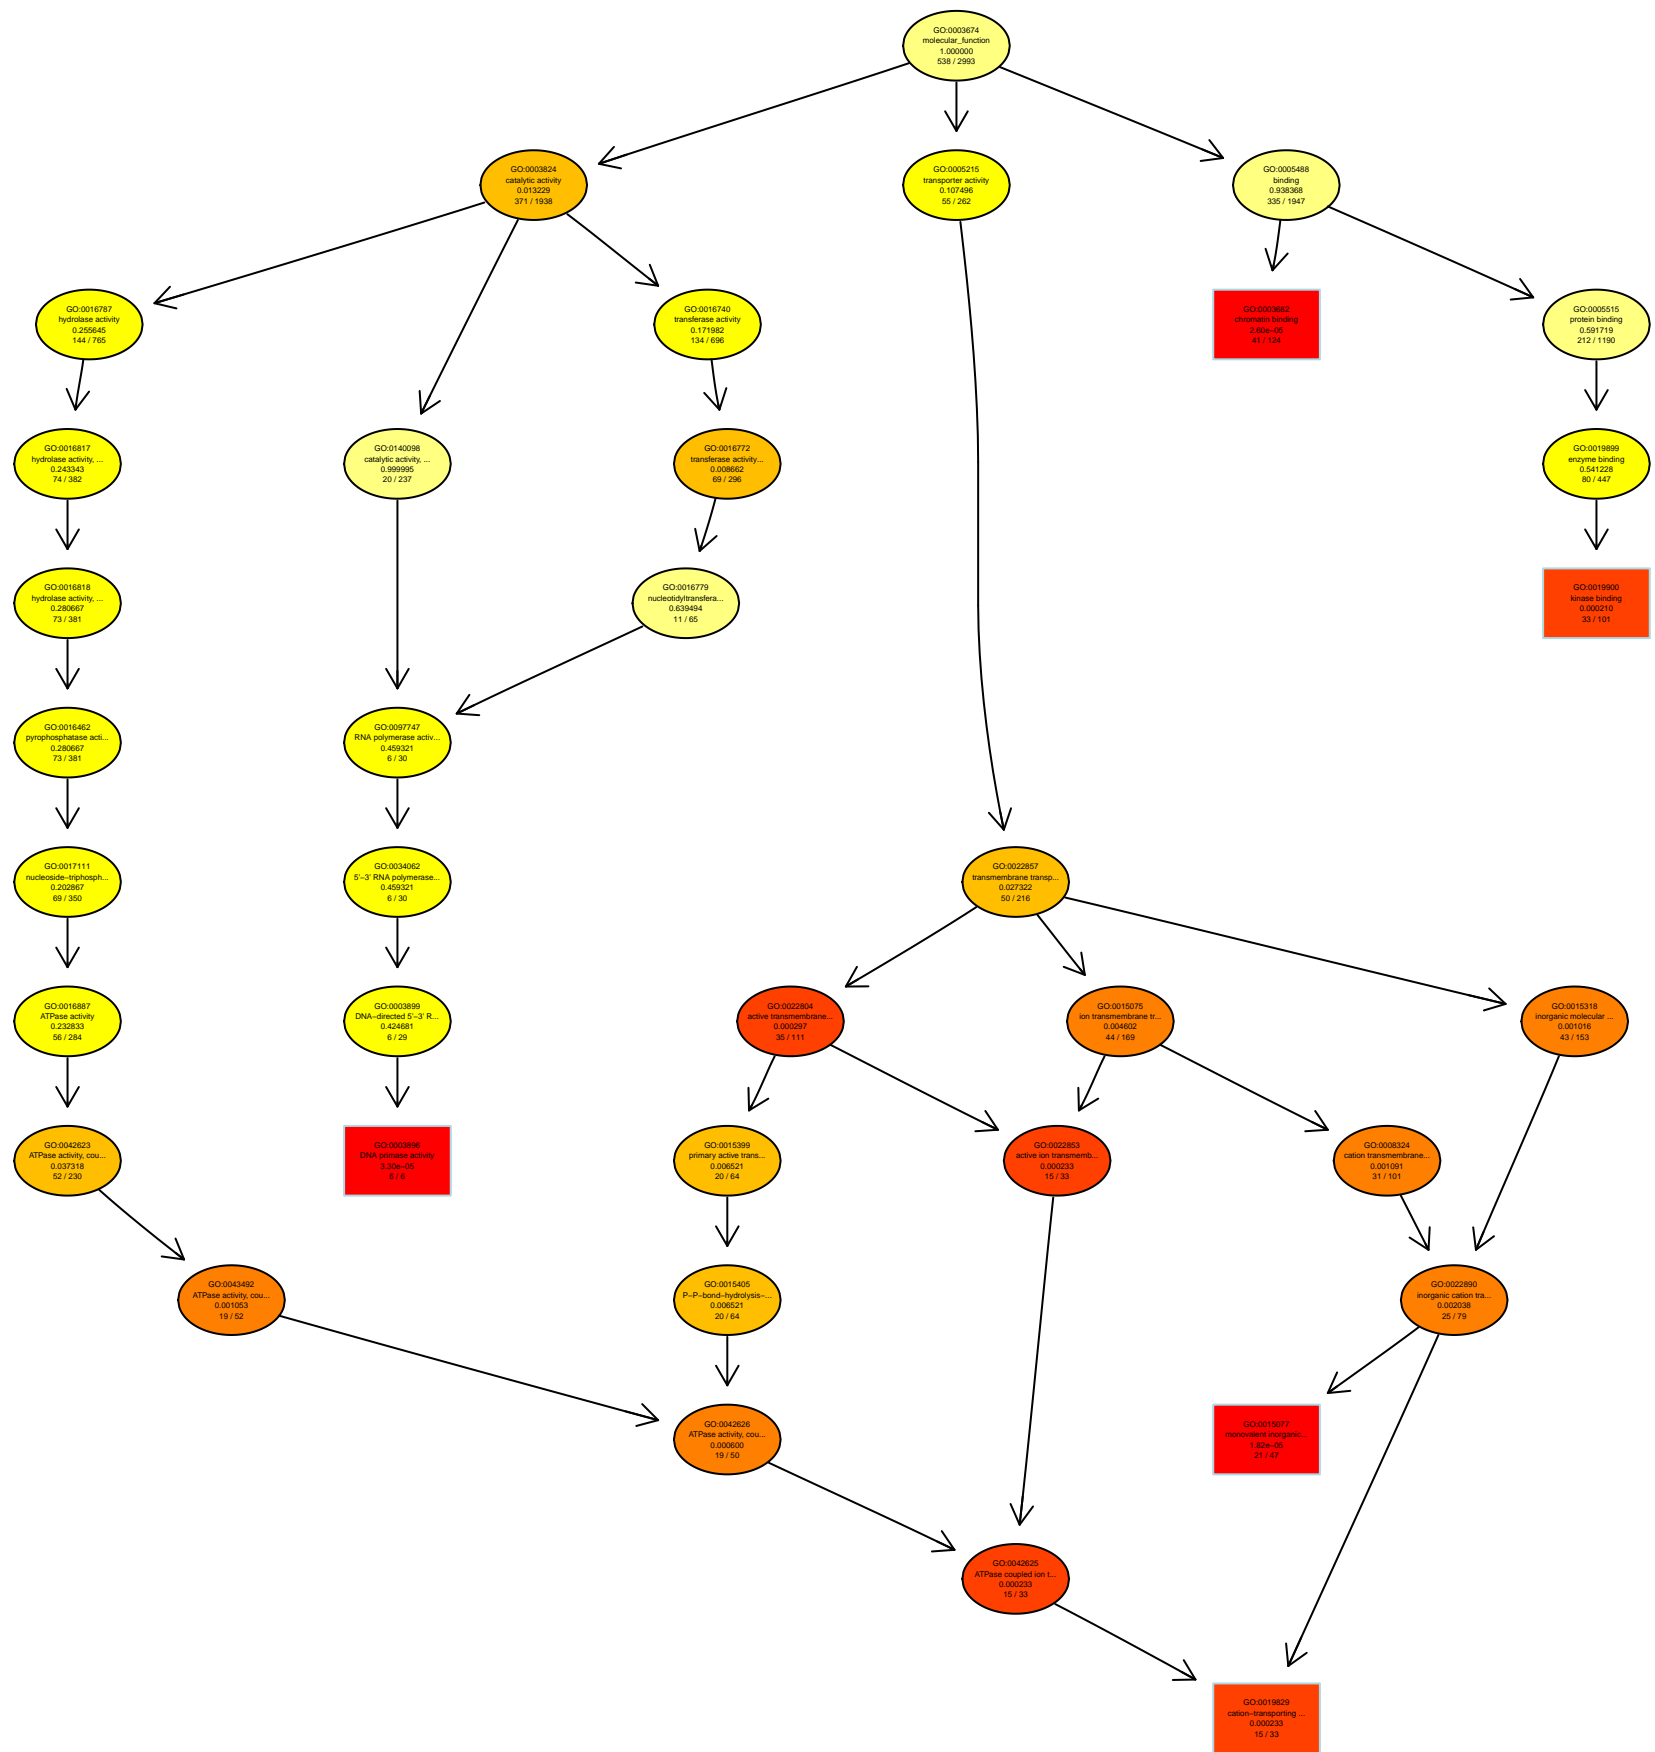 GO:0003674
molecular_function
1.000000
538 / 2993
GO:0003824
catalytic activity
0.013229
371 / 1938
GO:0005215
transporter activity
0.107496
55 / 262
GO:0005488
binding
0.938368
335 / 1947
GO:0016787
hydrolase activity
0.255645
144 / 765
GO:0016740
transferase activity
0.171982
134 / 696
GO:0003682
chromatin binding
2.60e−05
41 / 124
GO:0005515
protein binding
0.591719
212 / 1190
GO:0016817
hydrolase activity, ...
0.243343
74 / 382
GO:0140098
catalytic activity, ...
0.999995
20 / 237
GO:0016772
transferase activity...
0.008662
69 / 296
GO:0019899
enzyme binding
0.541228
80 / 447
GO:0016818
hydrolase activity, ...
0.280667
73 / 381
GO:0016779
nucleotidyltransfera...
0.639494
11 / 65
GO:0019900
kinase binding
0.000210
33 / 101
GO:0016462
pyrophosphatase acti...
0.280667
73 / 381
GO:0097747
RNA polymerase activ...
0.459321
6 / 30
GO:0017111
nucleoside−triphosph...
0.202867
69 / 350
GO:0034062
5'−3' RNA polymerase...
0.459321
6 / 30
GO:0022857
transmembrane transp...
0.027322
50 / 216
GO:0016887
ATPase activity
0.232833
56 / 284
GO:0003899
DNA−directed 5'−3' R...
0.424681
6 / 29
GO:0022804
active transmembrane...
0.000297
35 / 111
GO:0015075
ion transmembrane tr...
0.004602
44 / 169
GO:0015318
inorganic molecular ...
0.001016
43 / 153
GO:0042623
ATPase activity, cou...
0.037318
52 / 230
GO:0003896
DNA primase activity
3.30e−05
6 / 6
GO:0015399
primary active trans...
0.006521
20 / 64
GO:0022853
active ion transmemb...
0.000233
15 / 33
GO:0008324
cation transmembrane...
0.001091
31 / 101
GO:0043492
ATPase activity, cou...
0.001053
19 / 52
GO:0015405
P−P−bond−hydrolysis−...
0.006521
20 / 64
GO:0022890
inorganic cation tra...
0.002038
25 / 79
GO:0042626
ATPase activity, cou...
0.000600
19 / 50
GO:0015077
monovalent inorganic...
1.82e−05
21 / 47
GO:0042625
ATPase coupled ion t...
0.000233
15 / 33
GO:0019829
cation−transporting ...
0.000233
15 / 33